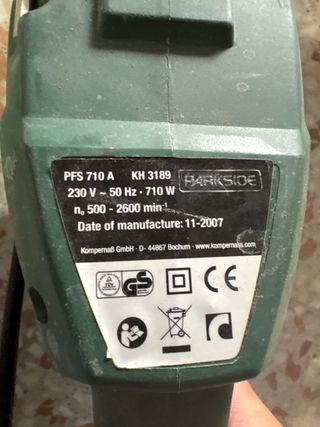 PFS 710 A KH 3189 PARKSIDE
230 V ~ 50 Hz · 710 W
n₀ 500 - 2600 min⁻¹
Date of manufacture: 11-2007
Kompernaß GmbH · D- 44867 Bochum · www.kompernass.com
GS CE